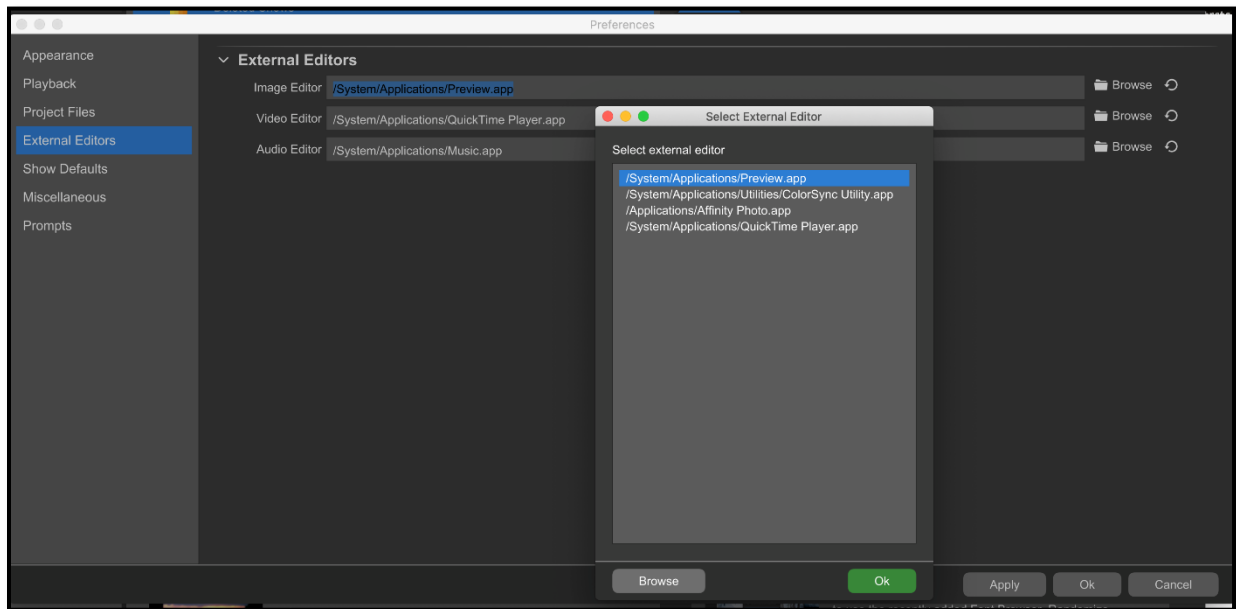 Preferences
Appearance
Playback
Project Files
External Editors
Show Defaults
Miscellaneous
Prompts
External Editors
Image Editor /System/Applications/Preview.app Browse
Video Editor /System/Applications/QuickTime Player.app Browse
Audio Editor /System/Applications/Music.app Browse
Select External Editor
Select external editor
/System/Applications/Preview.app
/System/Applications/Utilities/ColorSync Utility.app
/Applications/Affinity Photo.app
/System/Applications/QuickTime Player.app
Browse Ok
Apply Ok Cancel